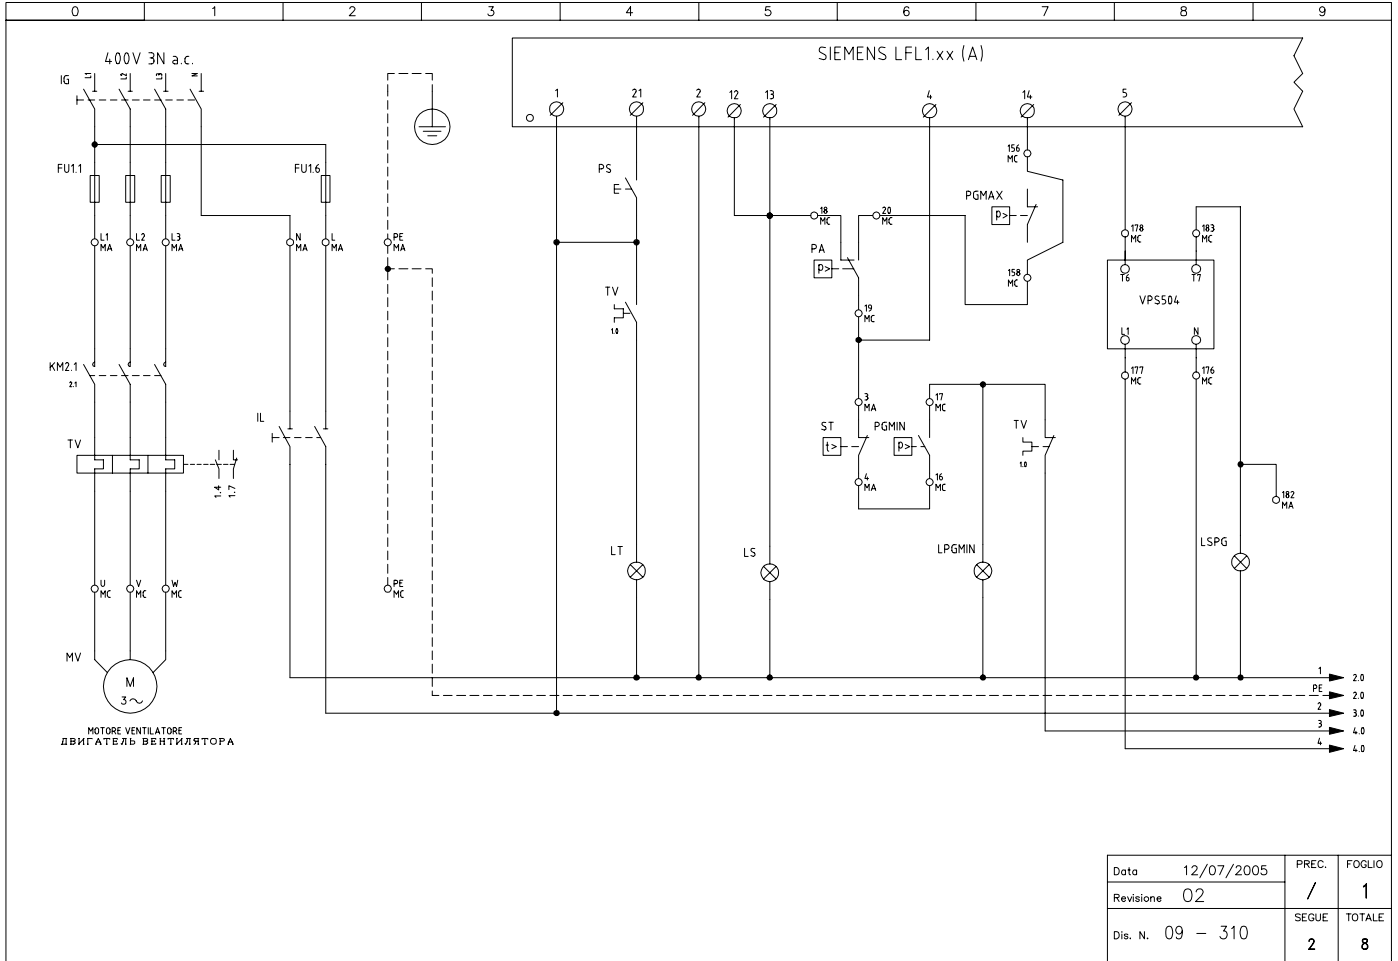 0 1 2 3 4 5 6 7 8 9
400V 3N a.c.
SIEMENS LFL1.xx (A)
IG
L1 L2 L3 N
1 21 2 12 13 4 14 5
FU1.1
FU1.6
PS
156
MC
PGMAX
p>
L1
MA
L2
MA
L3
MA
N
MA
L
MA
PE
MA
18
MC
20
MC
PA
p>
178
MC
183
MC
T6 T7
VPS504
L1 N
158
MC
TV
1.0
19
MC
KM2.1
2.1
177
MC
176
MC
3
MA
17
MC
IL
TV
ST
t>
PGMIN
p>
TV
1.0
1.4
1.7
4
MA
16
MC
182
MA
LT
LS
LPGMIN
LSPG
U
MC
V
MC
W
MC
PE
MC
MV
M
3~
MOTORE VENTILATORE
ДВИГАТЕЛЬ ВЕНТИЛЯТОРА
1 2.0
PE 2.0
2 3.0
3 4.0
4 4.0
Data 12/07/2005
PREC. FOGLIO
/ 1
Revisione 02
SEGUE TOTALE
Dis. N. 09 - 310
2 8